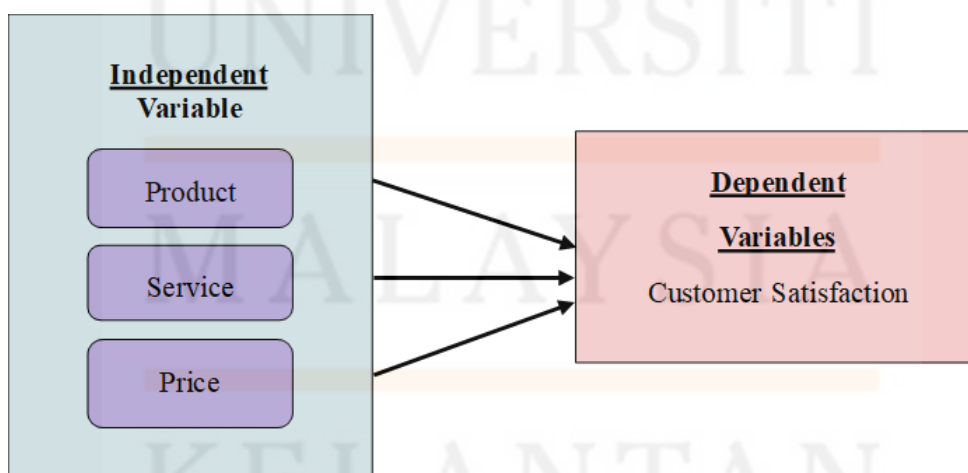 UNIVERSITI
Independent
Variable
Product
Service
Price
Dependent
Variables
Customer Satisfaction
MALAYSIA
KELANTAN